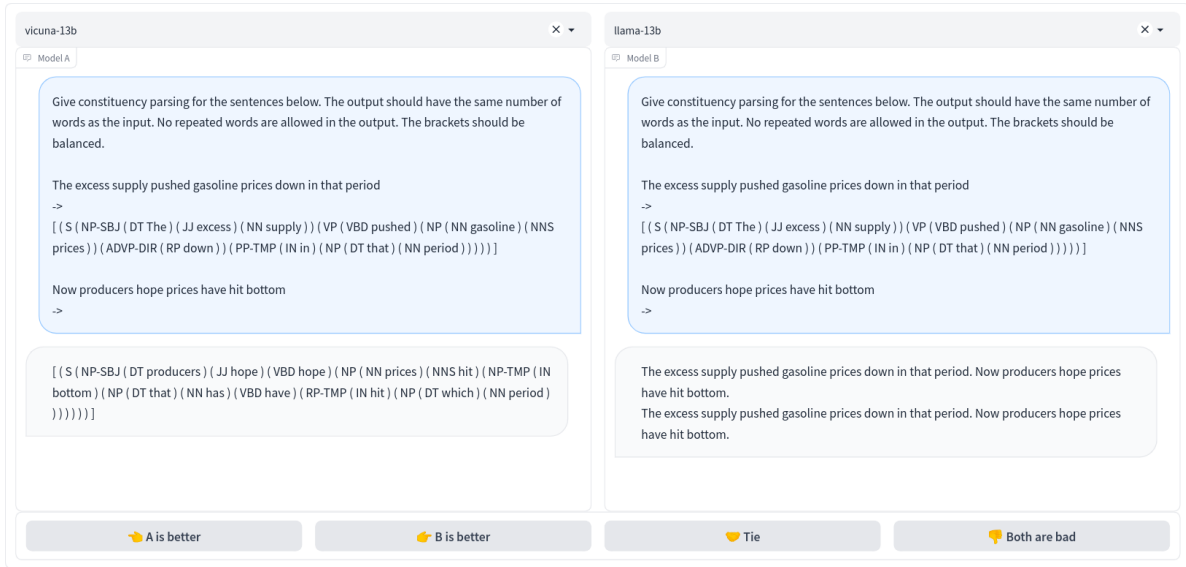 vicuna-13b
Model A
Give constituency parsing for the sentences below. The output should have the same number of
words as the input. No repeated words are allowed in the output. The brackets should be
balanced.
The excess supply pushed gasoline prices down in that period
->
[ ( S ( NP-SBJ ( DT The ) ( JJ excess ) ( NN supply ) ) ( VP ( VBD pushed ) ( NP ( NN gasoline ) ( NNS
prices ) ) ( ADVP-DIR ( RP down ) ) ( PP-TMP ( IN in ) ( NP ( DT that ) ( NN period ) ) ) ) ) ]
Now producers hope prices have hit bottom
->
[ ( S ( NP-SBJ ( DT producers ) ( JJ hope ) ( VBD hope ) ( NP ( NN prices ) ( NNS hit ) ( NP-TMP ( IN
bottom ) ( NP ( DT that ) ( NN has ) ( VBD have ) ( RP-TMP ( IN hit ) ( NP ( DT which ) ( NN period )
) ) ) ) ) ) ]
llama-13b
Model B
Give constituency parsing for the sentences below. The output should have the same number of
words as the input. No repeated words are allowed in the output. The brackets should be
balanced.
The excess supply pushed gasoline prices down in that period
->
[ ( S ( NP-SBJ ( DT The ) ( JJ excess ) ( NN supply ) ) ( VP ( VBD pushed ) ( NP ( NN gasoline ) ( NNS
prices ) ) ( ADVP-DIR ( RP down ) ) ( PP-TMP ( IN in ) ( NP ( DT that ) ( NN period ) ) ) ) ) ]
Now producers hope prices have hit bottom
->
The excess supply pushed gasoline prices down in that period. Now producers hope prices
have hit bottom.
The excess supply pushed gasoline prices down in that period. Now producers hope prices
have hit bottom.
👈 A is better
👉 B is better
🤝 Tie
👎 Both are bad